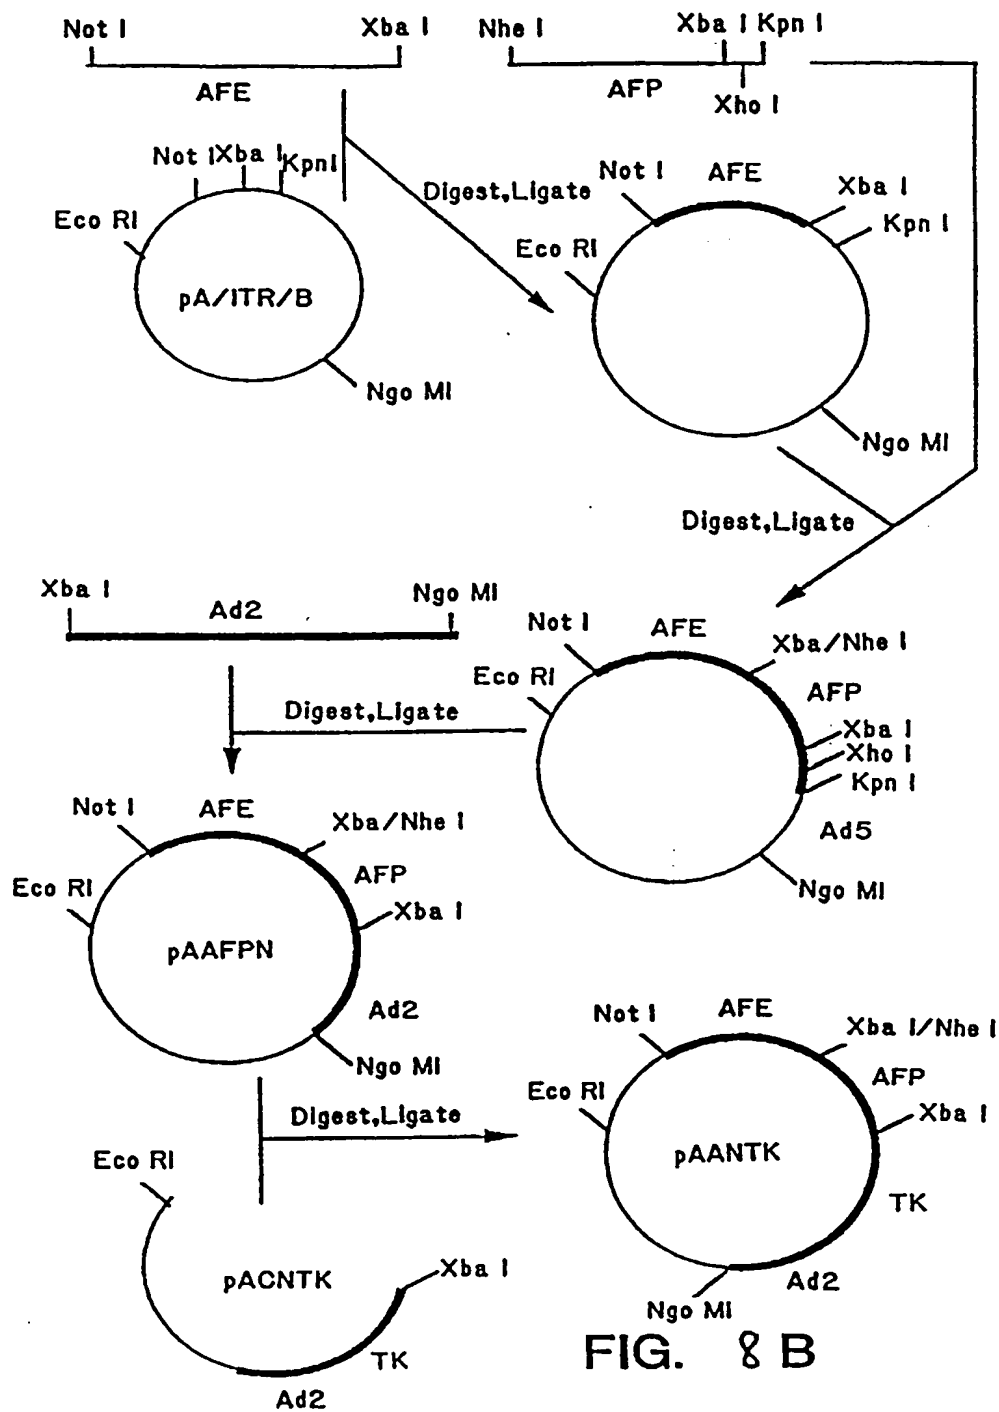 Not I
Xba I
AFE
Nhe I
Xba I
Kpn I
AFP
Xho I
Not I
Xba I
Kpn I
Eco RI
pA/ITR/B
Ngo MI
Digest,Ligate
Not I
AFE
Xba I
Kpn I
Eco RI
Ngo MI
Digest,Ligate
Xba I
Ad2
Ngo MI
Digest,Ligate
Not I
AFE
Xba/Nhe I
Eco RI
AFP
Xba I
Xho I
Kpn I
Ad5
Ngo MI
Not I
AFE
Xba/Nhe I
Eco RI
AFP
Xba I
pAAFPN
Ad2
Ngo MI
Digest,Ligate
Not I
AFE
Xba I/Nhe I
Eco RI
AFP
Xba I
pAANTK
TK
Ad2
Ngo MI
Eco RI
pACNTK
Xba I
TK
Ad2
FIG. 8 B